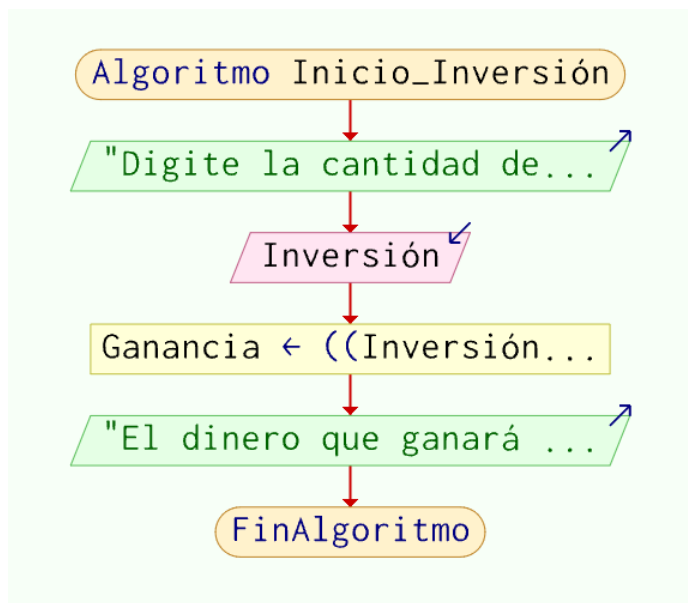 Algoritmo Inicio_Inversión
"Digite la cantidad de...
Inversión
Ganancia ← ((Inversión...
"El dinero que ganará ...
FinAlgoritmo